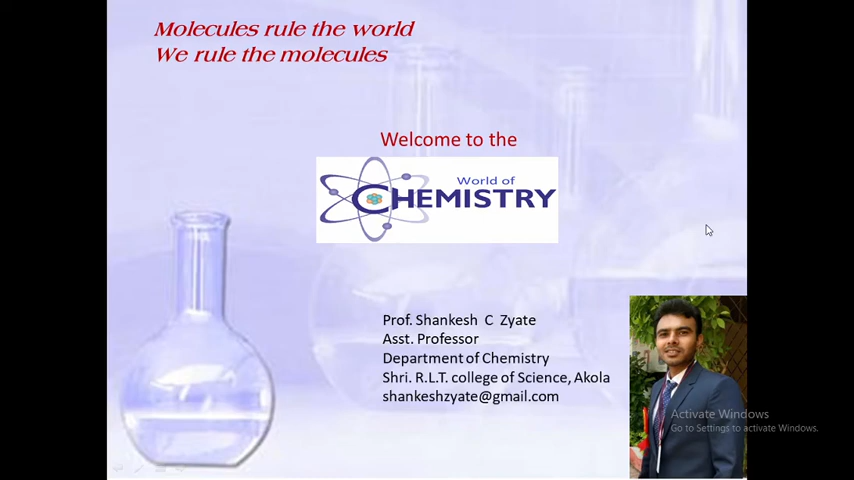 Molecules rule the world
We rule the molecules
Welcome to the
World of
CHEMISTRY
Prof. Shankesh C Zyate
Asst. Professor
Department of Chemistry
Shri. R.L.T. college of Science, Akola
shankeshzyate@gmail.com
Activate Windows
Go to Settings to activate Windows.